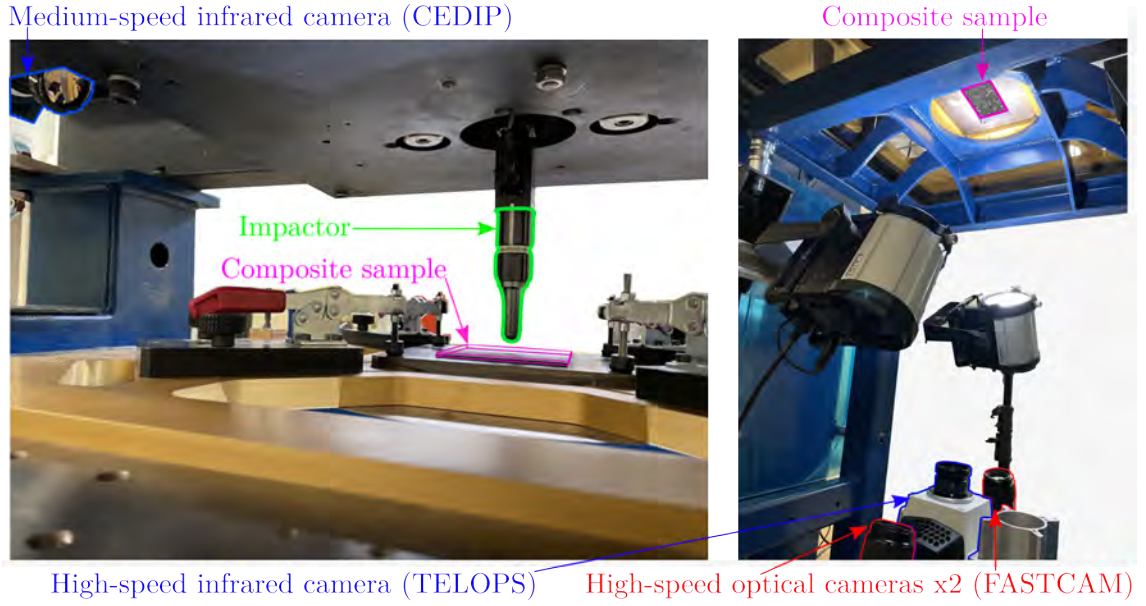 Medium-speed infrared camera (CEDIP)
Composite sample
Impactor
Composite sample
High-speed infrared camera (TELOPS)
High-speed optical cameras x2 (FASTCAM)